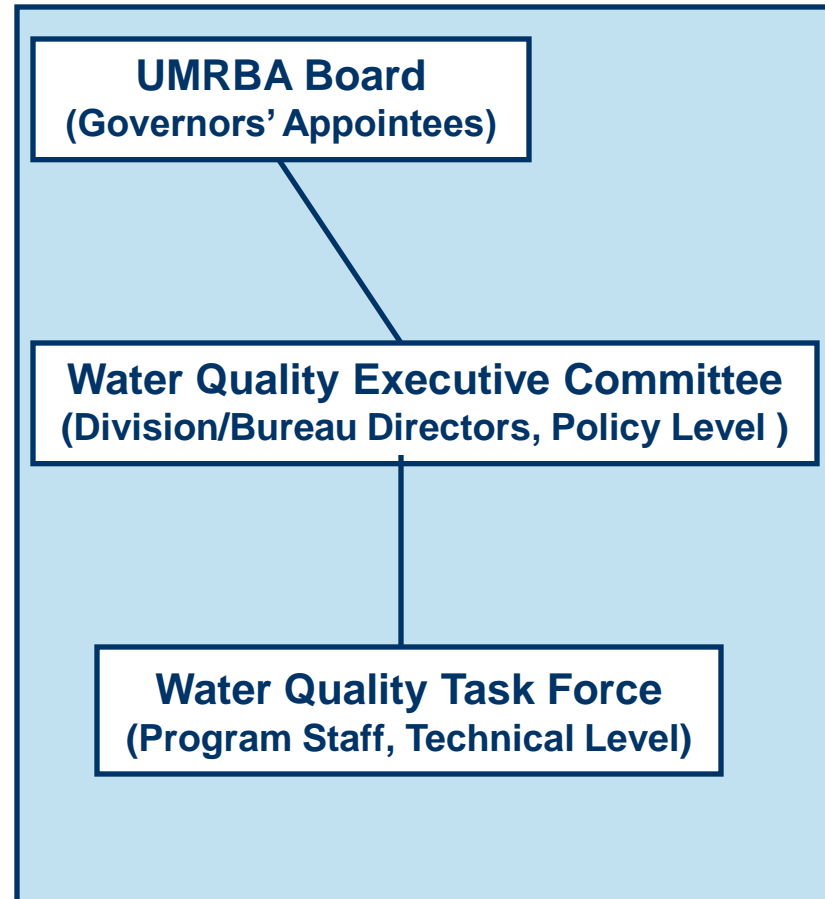 UMRBA Board
(Governors’ Appointees)
Water Quality Executive Committee
(Division/Bureau Directors, Policy Level )
Water Quality Task Force
(Program Staff, Technical Level)